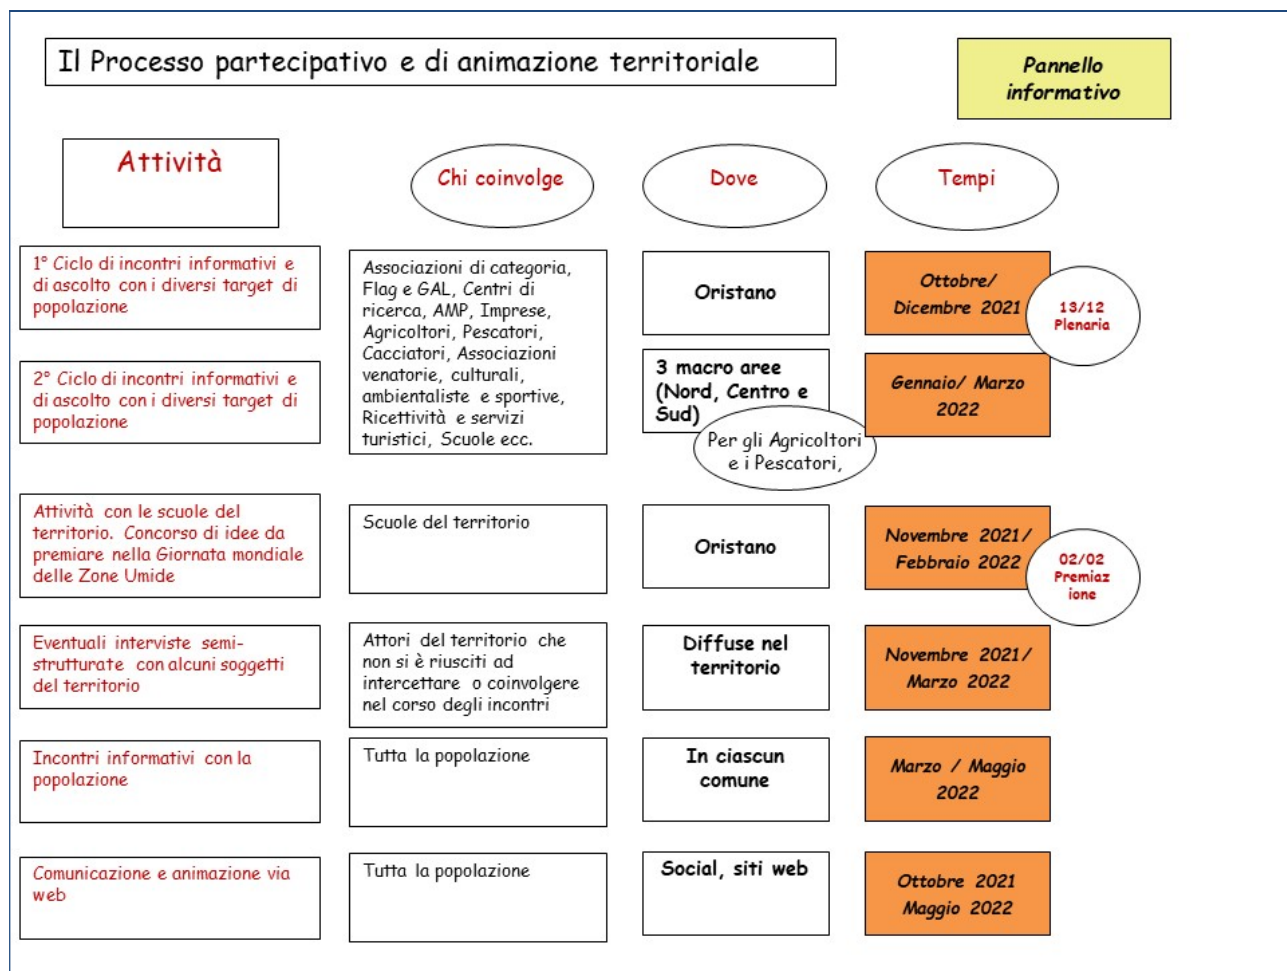 Il Processo partecipativo e di animazione territoriale
Pannello
informativo
Attività
Chi coinvolge
Dove
Tempi
1° Ciclo di incontri informativi e
di ascolto con i diversi target di
popolazione
Associazioni di categoria,
Flag e GAL, Centri di
ricerca, AMP, Imprese,
Agricoltori, Pescatori,
Cacciatori, Associazioni
venatorie, culturali,
ambientaliste e sportive,
Ricettività e servizi
turistici, Scuole ecc.
Oristano
Ottobre/
Dicembre 2021
13/12
Plenaria
2° Ciclo di incontri informativi e
di ascolto con i diversi target di
popolazione
3 macro aree
(Nord, Centro e
Sud)
Per gli Agricoltori
e i Pescatori,
Gennaio/ Marzo
2022
Attività con le scuole del
territorio. Concorso di idee da
premiare nella Giornata mondiale
delle Zone Umide
Scuole del territorio
Oristano
Novembre 2021/
Febbraio 2022
02/02
Premiaz
ione
Eventuali interviste semi-
strutturate con alcuni soggetti
del territorio
Attori del territorio che
non si è riusciti ad
intercettare o coinvolgere
nel corso degli incontri
Diffuse nel
territorio
Novembre 2021/
Marzo 2022
Incontri informativi con la
popolazione
Tutta la popolazione
In ciascun
comune
Marzo / Maggio
2022
Comunicazione e animazione via
web
Tutta la popolazione
Social, siti web
Ottobre 2021
Maggio 2022